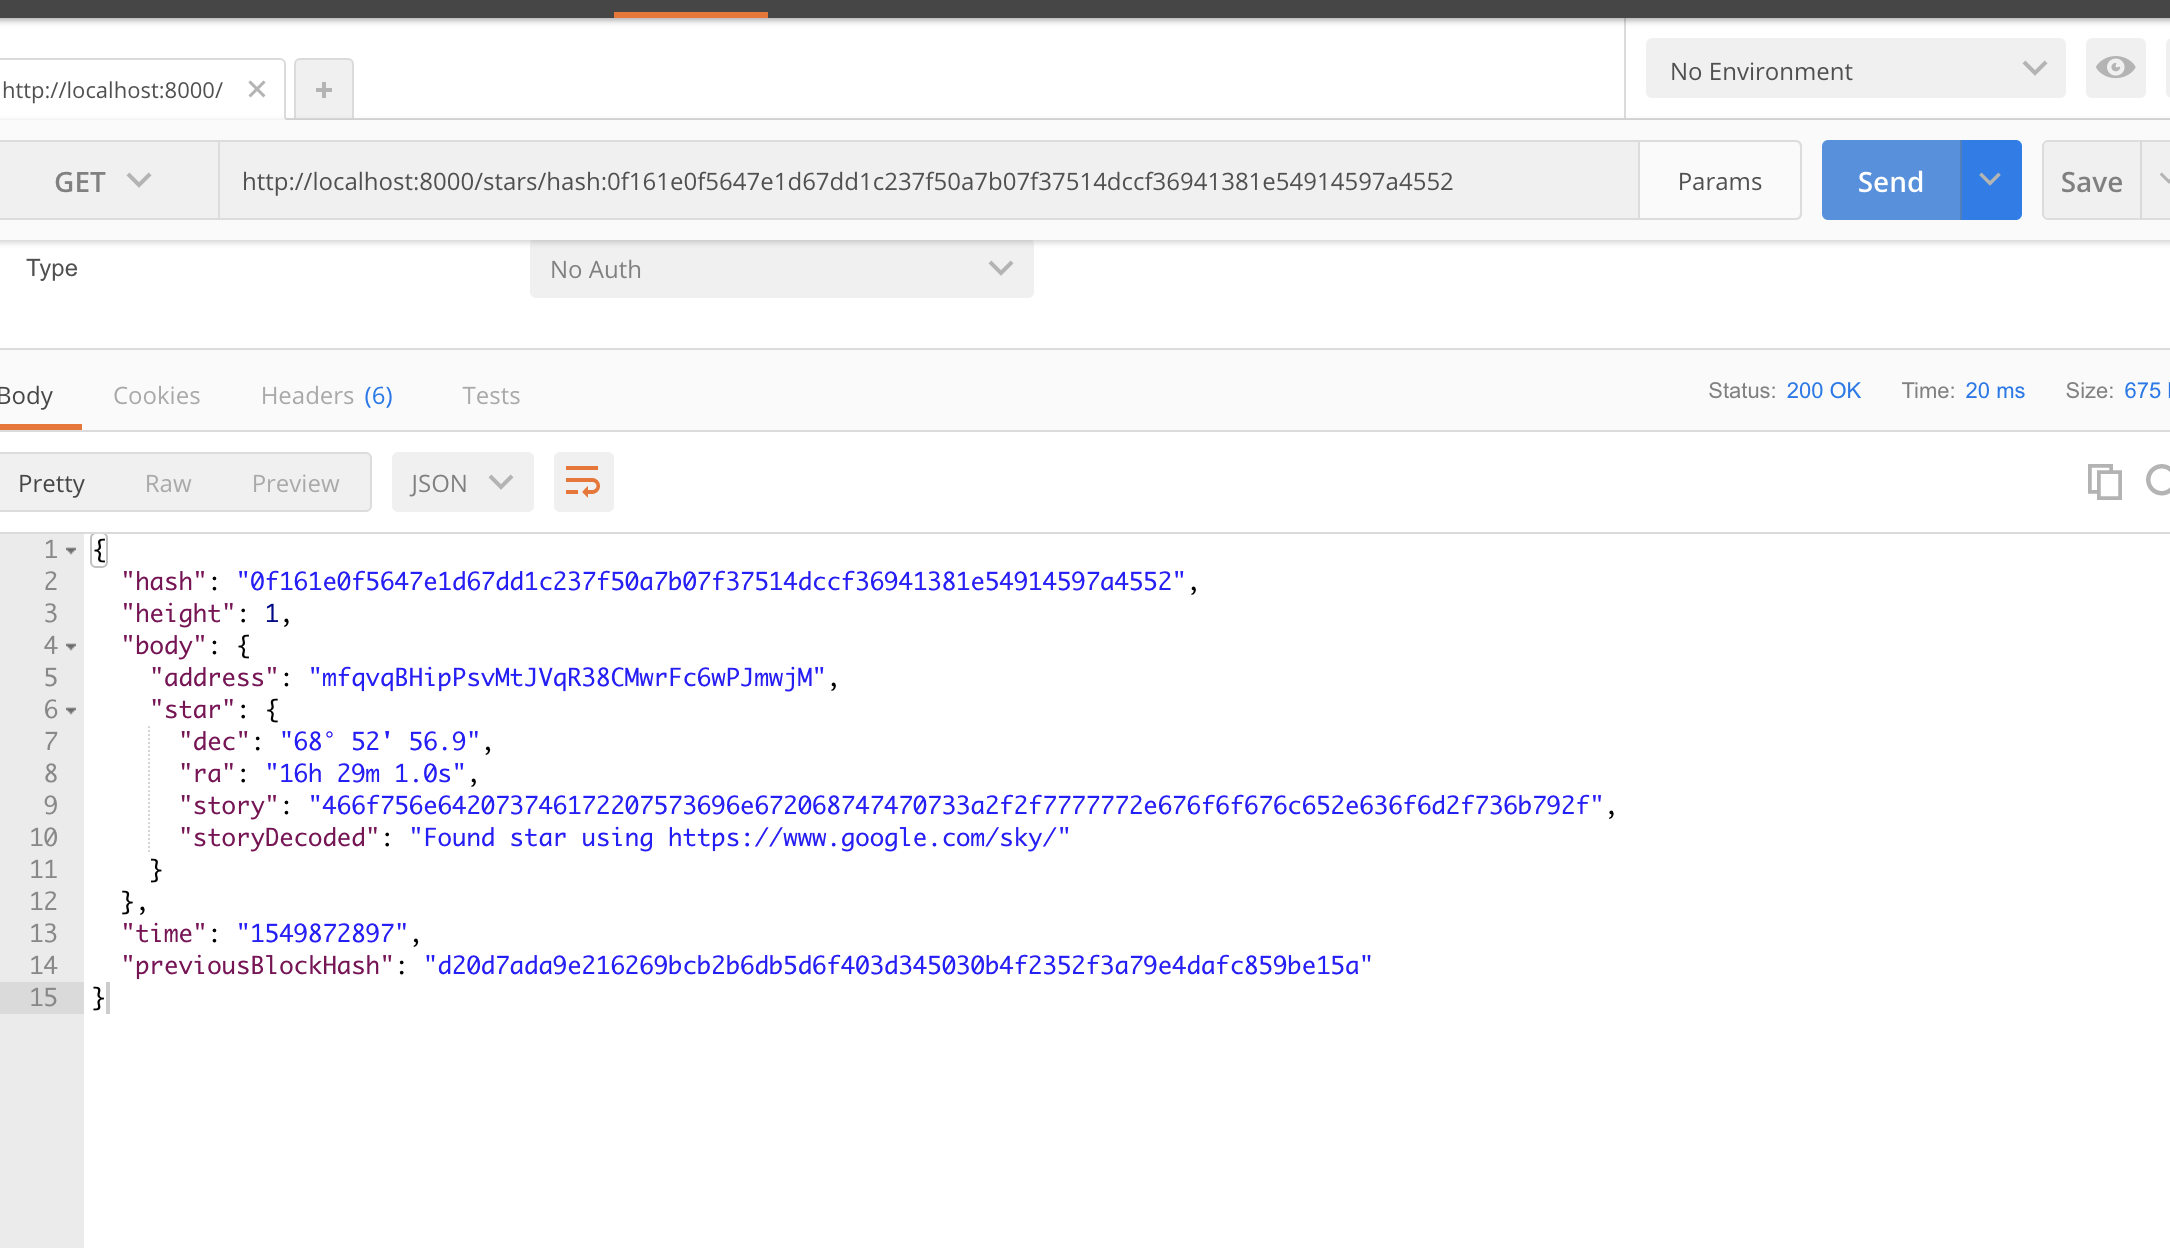 http://localhost:8000/
No Environment
GET http://localhost:8000/stars/hash:0f161e0f5647e1d67dd1c237f50a7b07f37514dccf36941381e54914597a4552 Params Send Save
Type No Auth
Body Cookies Headers (6) Tests Status: 200 OK Time: 20 ms Size: 675
Pretty Raw Preview JSON
1 {
2 "hash": "0f161e0f5647e1d67dd1c237f50a7b07f37514dccf36941381e54914597a4552",
3 "height": 1,
4 "body": {
5 "address": "mfqvqBHipPsvMtJVqR38CMwrFc6wPJmwjM",
6 "star": {
7 "dec": "68° 52' 56.9",
8 "ra": "16h 29m 1.0s",
9 "story": "466f756e642073746172207573696e672068747470733a2f2f7777772e676f6f676c652e636f6d2f736b792f",
10 "storyDecoded": "Found star using https://www.google.com/sky/"
11 }
12 },
13 "time": "1549872897",
14 "previousBlockHash": "d20d7ada9e216269bcb2b6db5d6f403d345030b4f2352f3a79e4dafc859be15a"
15 }